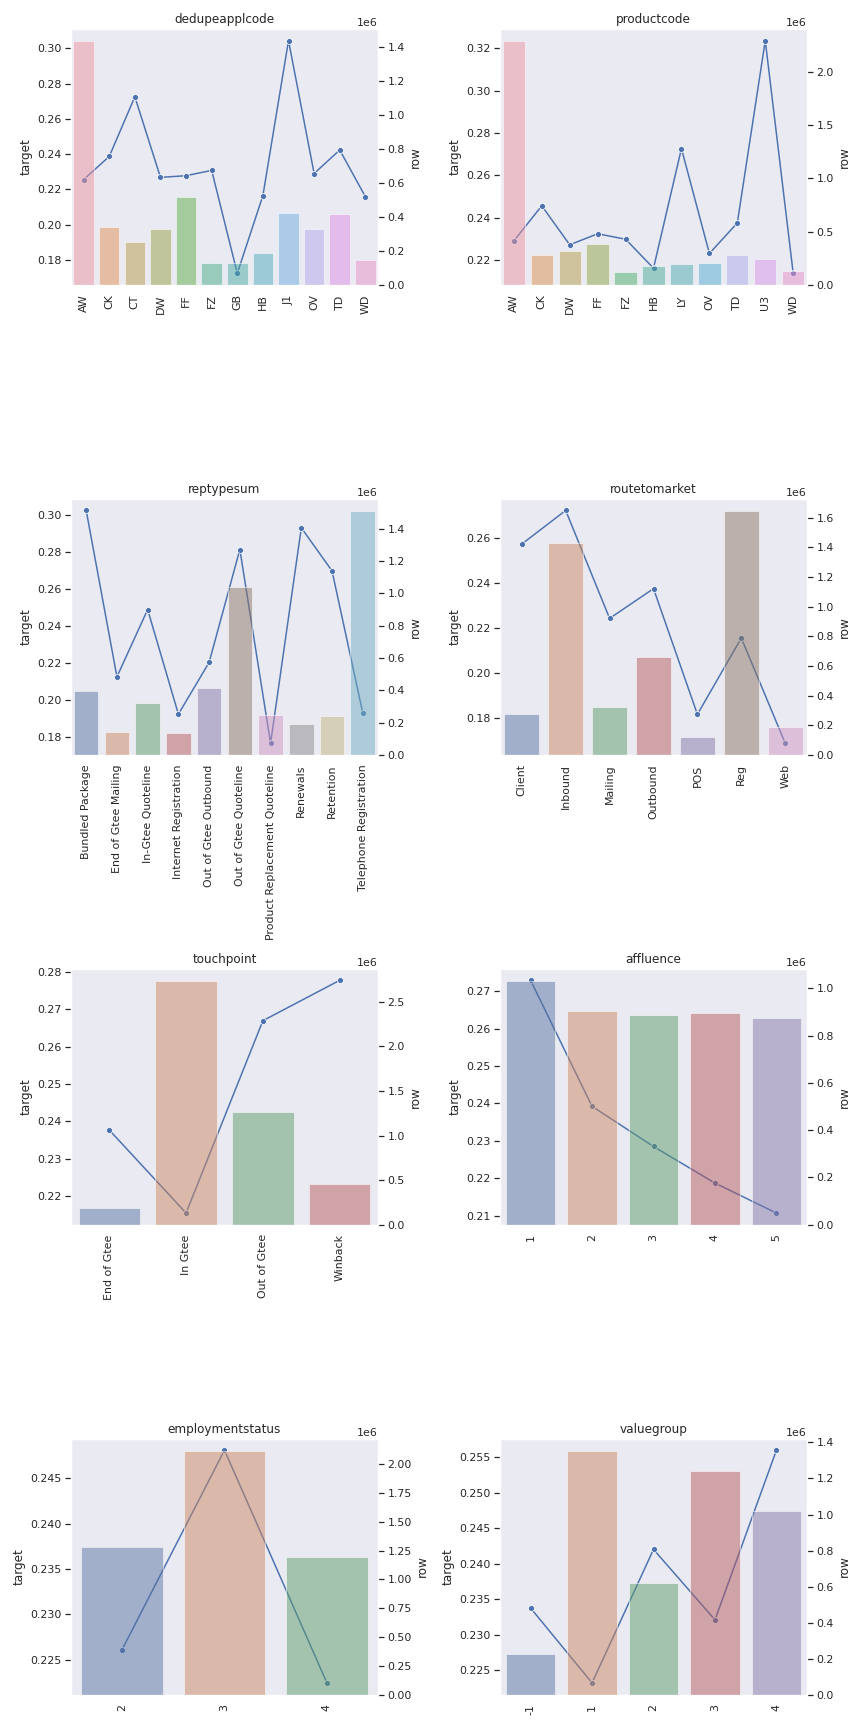 dedupeapplcode
1e6
0.30
0.28
0.26
0.24
0.22
0.20
0.18
target
1.4
1.2
1.0
0.8
0.6
0.4
0.2
0.0
row
AW
CK
CT
DW
FF
FZ
GB
HB
J1
OV
TD
WD
productcode
1e6
0.32
0.30
0.28
0.26
0.24
0.22
target
2.0
1.5
1.0
0.5
0.0
row
AW
CK
DW
FF
FZ
HB
LY
OV
TD
U3
WD
reptypesum
1e6
0.30
0.28
0.26
0.24
0.22
0.20
0.18
target
1.4
1.2
1.0
0.8
0.6
0.4
0.2
0.0
row
Bundled Package
End of Gtee Mailing
In-Gtee Quoteline
Internet Registration
Out of Gtee Outbound
Out of Gtee Quoteline
Product Replacement Quoteline
Renewals
Retention
Telephone Registration
routetomarket
1e6
0.26
0.24
0.22
0.20
0.18
target
1.6
1.4
1.2
1.0
0.8
0.6
0.4
0.2
0.0
row
Client
Inbound
Mailing
Outbound
POS
Reg
Web
touchpoint
1e6
0.28
0.27
0.26
0.25
0.24
0.23
0.22
target
2.5
2.0
1.5
1.0
0.5
0.0
row
End of Gtee
In Gtee
Out of Gtee
Winback
affluence
1e6
0.27
0.26
0.25
0.24
0.23
0.22
0.21
target
1.0
0.8
0.6
0.4
0.2
0.0
row
1
2
3
4
5
employmentstatus
1e6
0.245
0.240
0.235
0.230
0.225
target
2.00
1.75
1.50
1.25
1.00
0.75
0.50
0.25
0.00
row
2
3
4
valuegroup
1e6
0.255
0.250
0.245
0.240
0.235
0.230
0.225
target
1.4
1.2
1.0
0.8
0.6
0.4
0.2
0.0
row
-1
1
2
3
4